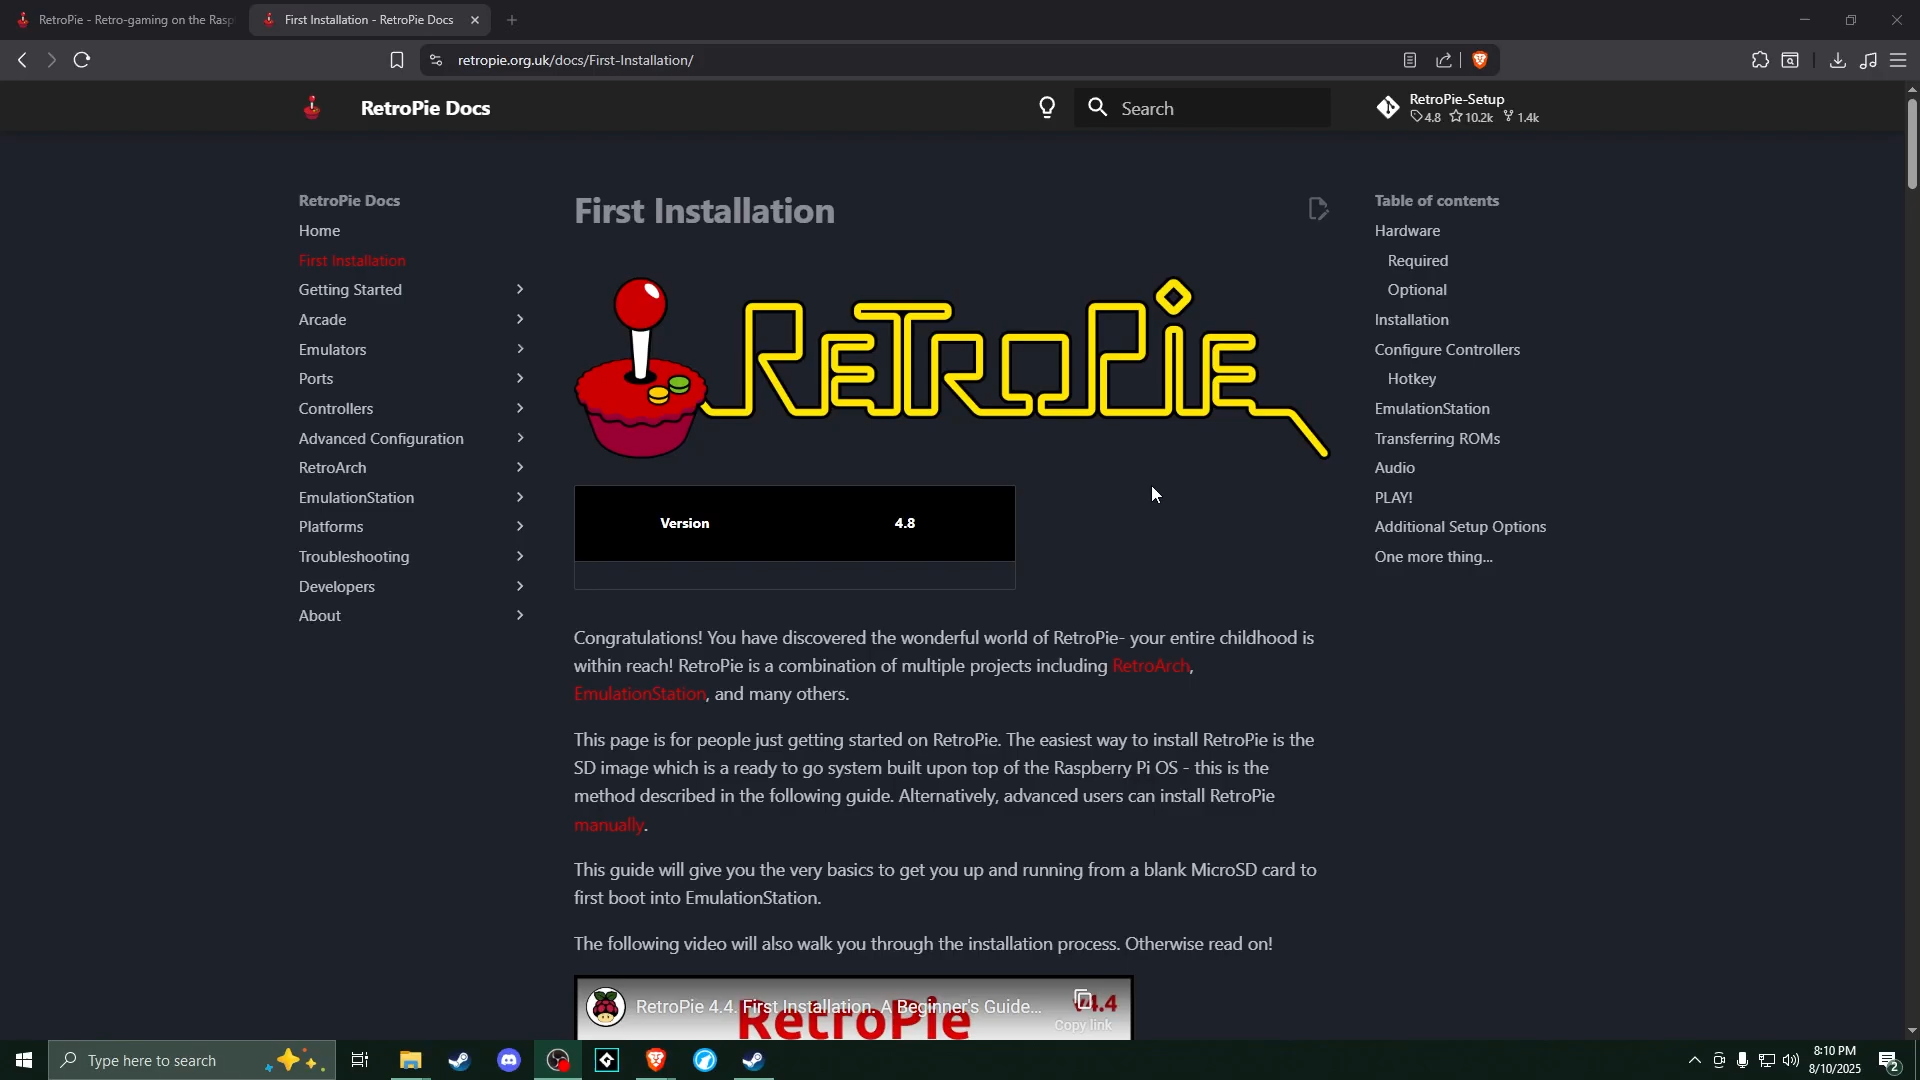 RetroPie - Retro-gaming on the Rasp
First Installation - RetroPie Docs
retropie.org.uk/docs/First-Installation/
RetroPie Docs
Search
RetroPie-Setup
4.8 10.2k 1.4k
RetroPie Docs
Home
First Installation
Getting Started
Arcade
Emulators
Ports
Controllers
Advanced Configuration
RetroArch
EmulationStation
Platforms
Troubleshooting
Developers
About
First Installation
RetroPie
Version 4.8
Congratulations! You have discovered the wonderful world of RetroPie- your entire childhood is
within reach! RetroPie is a combination of multiple projects including RetroArch,
EmulationStation, and many others.
This page is for people just getting started on RetroPie. The easiest way to install RetroPie is the
SD image which is a ready to go system built upon top of the Raspberry Pi OS - this is the
method described in the following guide. Alternatively, advanced users can install RetroPie
manually.
This guide will give you the very basics to get you up and running from a blank MicroSD card to
first boot into EmulationStation.
The following video will also walk you through the installation process. Otherwise read on!
RetroPie 4.4. First Installation. A Beginner's Guide...
v4.4
RetroPie
Copy link
Table of contents
Hardware
Required
Optional
Installation
Configure Controllers
Hotkey
EmulationStation
Transferring ROMs
Audio
PLAY!
Additional Setup Options
One more thing...
Type here to search
8:10 PM
8/10/2025
2